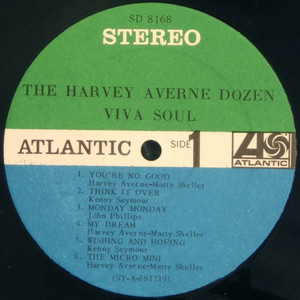 SD 8168
STEREO
THE HARVEY AVERNE DOZEN
VIVA SOUL
ATLANTIC SIDE 1 ATLANTIC
1. YOU'RE NO GOOD
Harvey Averne-Marty Sheller
2. THINK IT OVER
Kenny Seymour
3. MONDAY MONDAY
John Phillips
4. MY DREAM
Harvey Averne-Marty Sheller
5. WISHING AND HOPING
Kenny Seymour
6. THE MICRO MINI
Harvey Averne-Marty Sheller
(ST-A-681210)